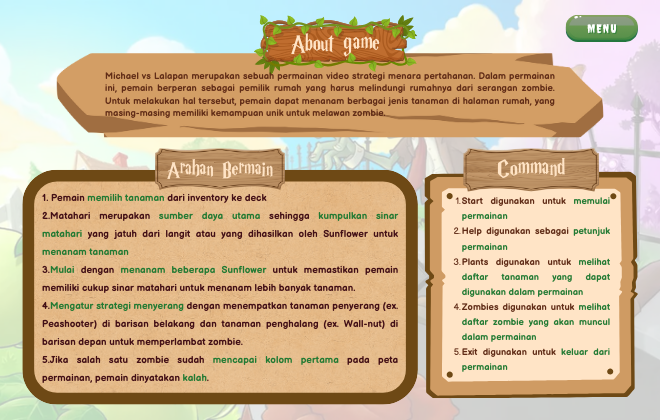 About game
MENU
Michael vs Lalapan merupakan sebuah permainan video strategi menara pertahanan. Dalam permainan
ini, pemain berperan sebagai pemilik rumah yang harus melindungi rumahnya dari serangan zombie.
Untuk melakukan hal tersebut, pemain dapat menanam berbagai jenis tanaman di halaman rumah, yang
masing-masing memiliki kemampuan unik untuk melawan zombie.
Arahan Bermain
1. Pemain memilih tanaman dari inventory ke deck
2.Matahari merupakan sumber daya utama sehingga kumpulkan sinar
matahari yang jatuh dari langit atau yang dihasilkan oleh Sunflower untuk
menanam tanaman
3.Mulai dengan menanam beberapa Sunflower untuk memastikan pemain
memiliki cukup sinar matahari untuk menanam lebih banyak tanaman.
4.Mengatur strategi menyerang dengan menempatkan tanaman penyerang (ex.
Peashooter) di barisan belakang dan tanaman penghalang (ex. Wall-nut) di
barisan depan untuk memperlambat zombie.
5.Jika salah satu zombie sudah mencapai kolom pertama pada peta
permainan, pemain dinyatakan kalah.
Command
1.Start digunakan untuk memulai
permainan
2. Help digunakan sebagai petunjuk
permainan
3. Plants digunakan untuk melihat
daftar tanaman yang dapat
digunakan dalam permainan
4. Zombies digunakan untuk melihat
daftar zombie yang akan muncul
dalam permainan
5. Exit digunakan untuk keluar dari
permainan